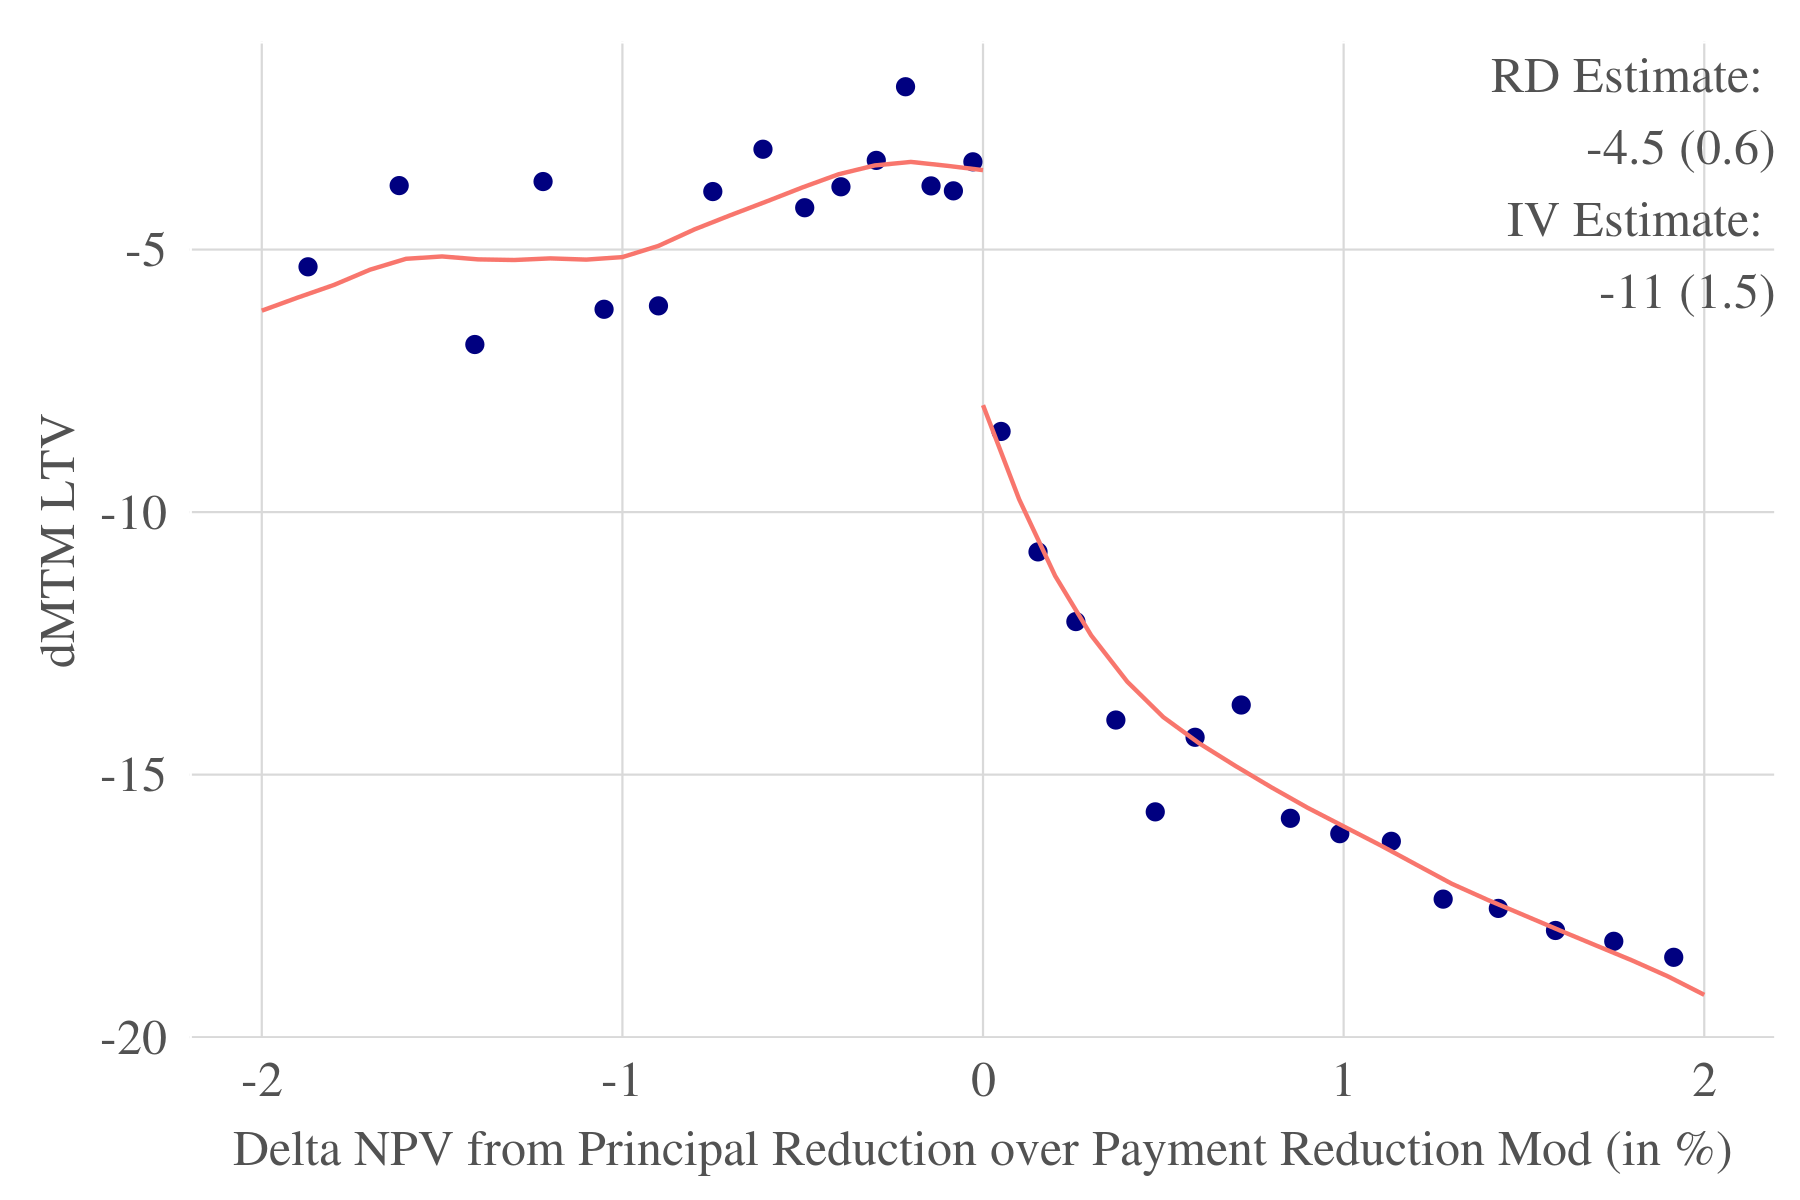 RD Estimate:
-4.5 (0.6)
IV Estimate:
-11 (1.5)
-5
-10
-15
-20
dMTM LTV
-2 -1 0 1 2
Delta NPV from Principal Reduction over Payment Reduction Mod (in %)